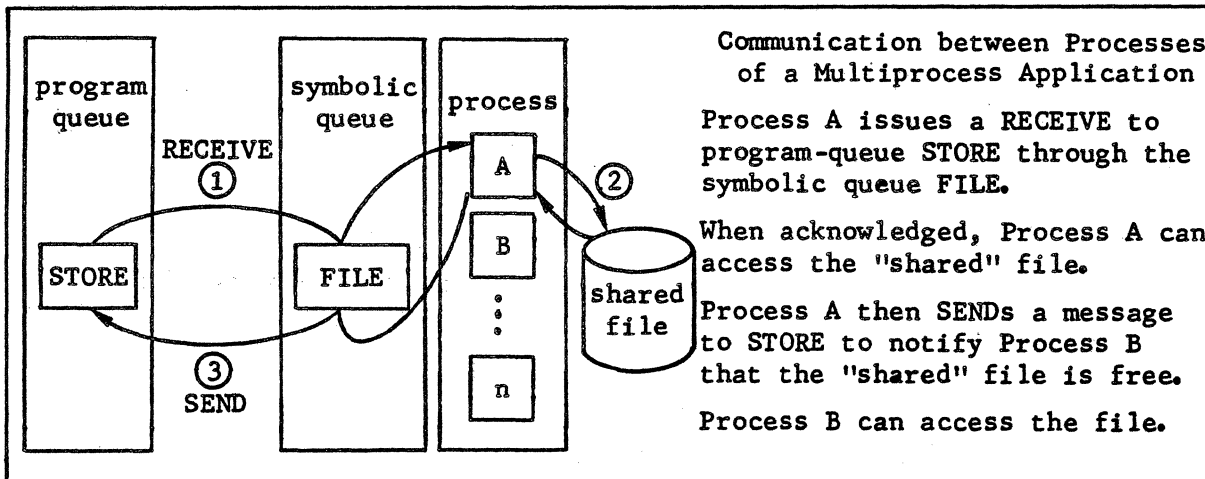 program
queue
symbolic
queue
process
RECEIVE
1
STORE
FILE
3
SEND
A
B
n
2
shared
file
Communication between Processes
of a Multiprocess Application
Process A issues a RECEIVE to
program-queue STORE through the
symbolic queue FILE.
When acknowledged, Process A can
access the "shared" file.
Process A then SENDs a message
to STORE to notify Process B
that the "shared" file is free.
Process B can access the file.